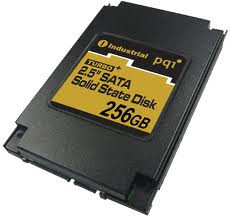 Industrial pqi
TURBO+
2.5" SATA
Solid State Disk
256GB